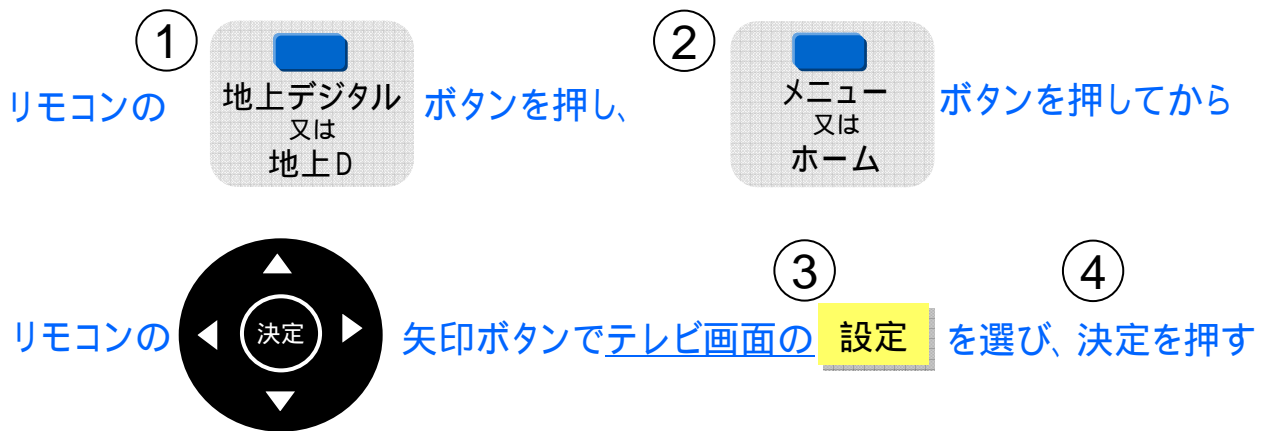 ① ②
リモコンの 地上デジタル 又は 地上D ボタンを押し、 メニュー 又は ホーム ボタンを押してから
③ ④
リモコンの 決定 矢印ボタンでテレビ画面の 設定 を選び、決定を押す